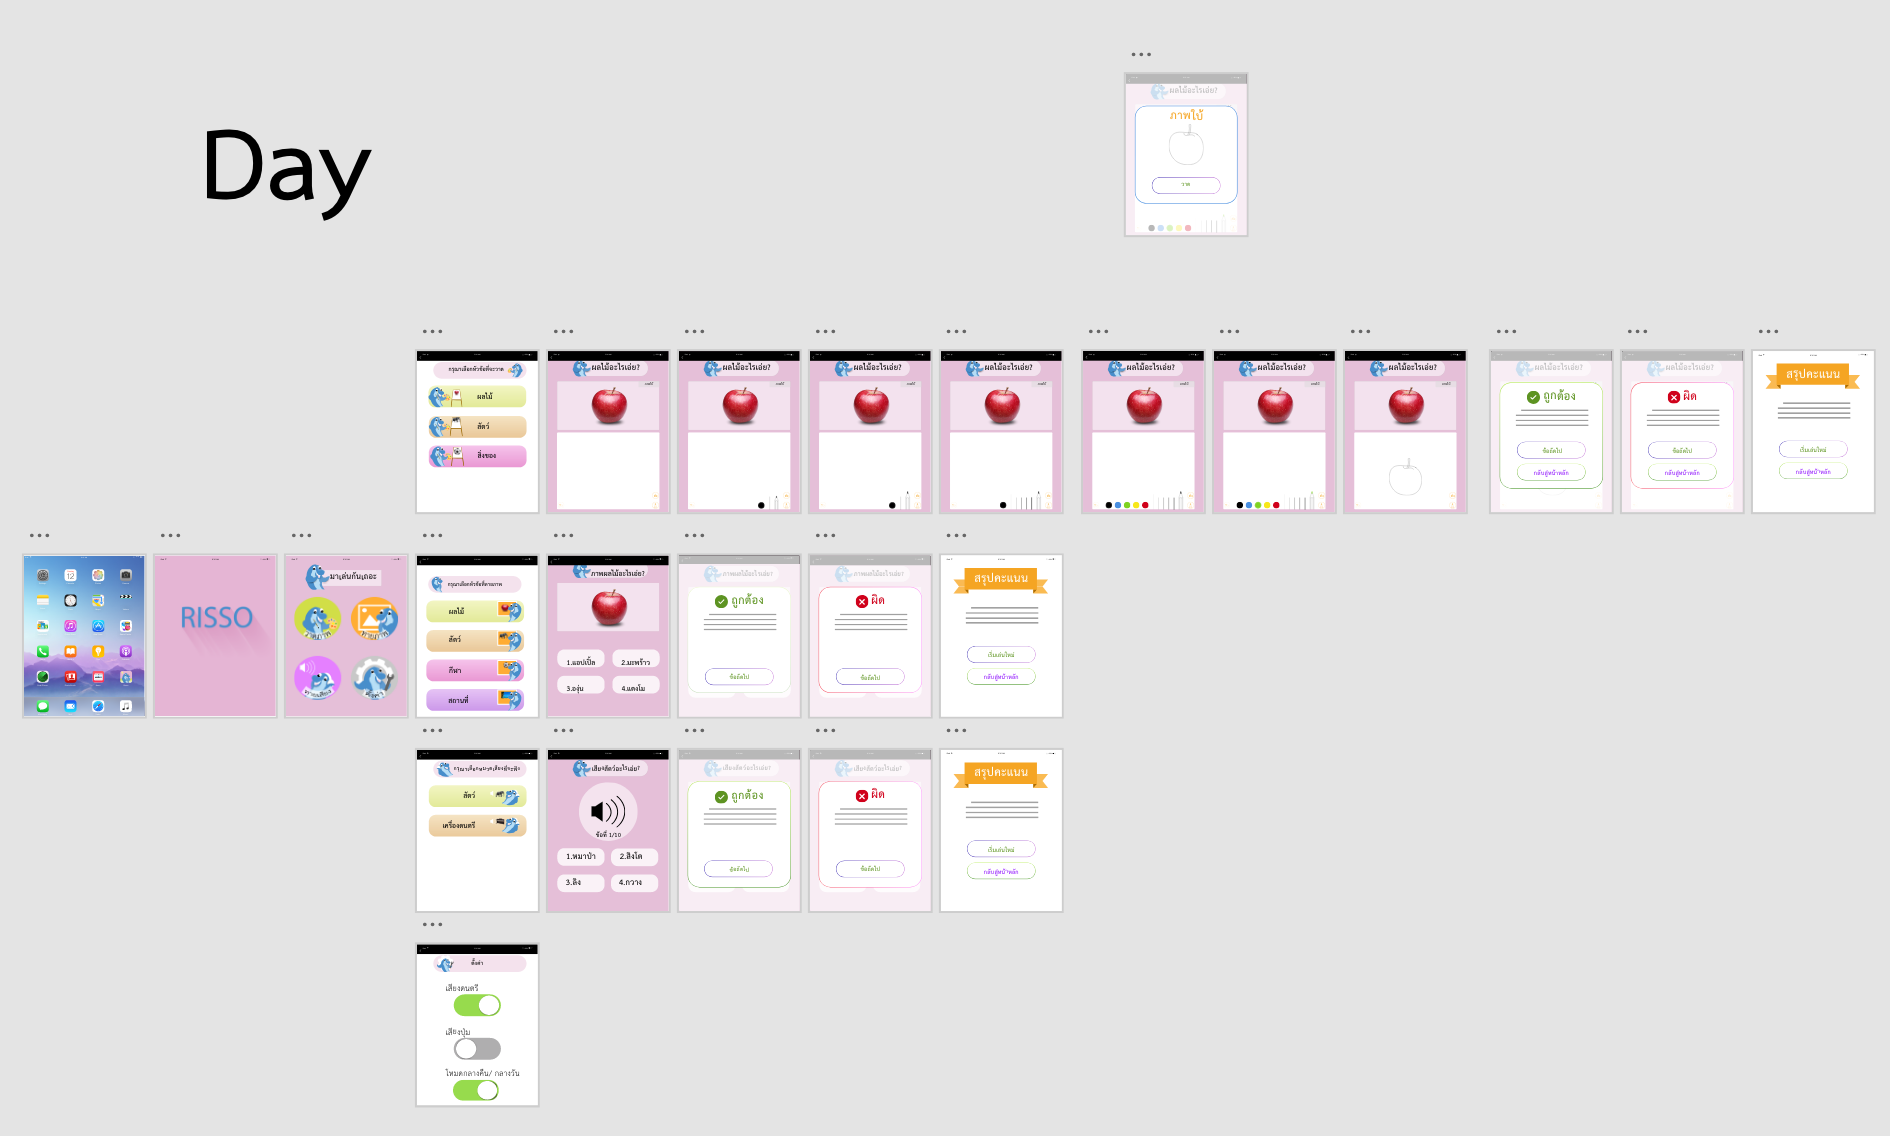 Day
ผลไม้อะไรเอ่ย?
ภาพใบ้
วาด
กรุณาเลือกหัวข้อที่จะวาด
ผลไม้
สัตว์
สิ่งของ
ผลไม้อะไรเอ่ย?
ผลไม้อะไรเอ่ย?
ผลไม้อะไรเอ่ย?
ผลไม้อะไรเอ่ย?
ผลไม้อะไรเอ่ย?
ผลไม้อะไรเอ่ย?
ผลไม้อะไรเอ่ย?
ผลไม้อะไรเอ่ย?
ถูกต้อง
ข้อถัดไป
กลับสู่หน้าหลัก
ผลไม้อะไรเอ่ย?
ผิด
ข้อถัดไป
กลับสู่หน้าหลัก
สรุปคะแนน
เริ่มเล่นใหม่
กลับสู่หน้าหลัก
12
RISSO
มาเล่นกันเถอะ
วาดภาพ
ทายภาพ
ทายเสียง
ตั้งค่า
กรุณาเลือกหัวข้อที่ทายภาพ
ผลไม้
สัตว์
กีฬา
สถานที่
ภาพผลไม้อะไรเอ่ย?
1.แอปเปิ้ล
2.มะพร้าว
3.องุ่น
4.แตงโม
ภาพผลไม้อะไรเอ่ย?
ถูกต้อง
ข้อถัดไป
ภาพผลไม้อะไรเอ่ย?
ผิด
ข้อถัดไป
สรุปคะแนน
เริ่มเล่นใหม่
กลับสู่หน้าหลัก
สัตว์
เครื่องดนตรี
เสียงสัตว์อะไรเอ่ย?
ข้อที่ 1/10
1.หมาป่า
2.สิงโต
3.ลิง
4.กวาง
เสียงสัตว์อะไรเอ่ย?
ถูกต้อง
ข้อถัดไป
เสียงสัตว์อะไรเอ่ย?
ผิด
ข้อถัดไป
สรุปคะแนน
เริ่มเล่นใหม่
กลับสู่หน้าหลัก
ตั้งค่า
เสียงดนตรี
เสียงปุ่ม
โหมดกลางคืน/ กลางวัน